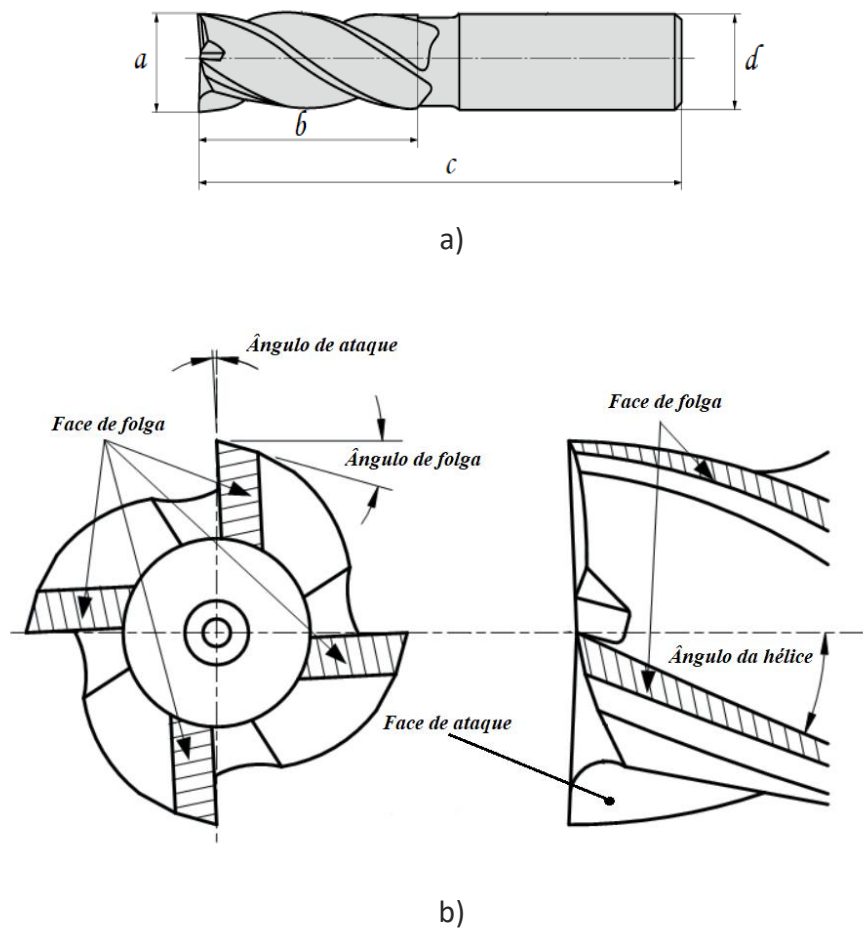 a
b
c
d
a)
Ângulo de ataque
Face de folga
Ângulo de folga
Face de folga
Ângulo da hélice
Face de ataque
b)